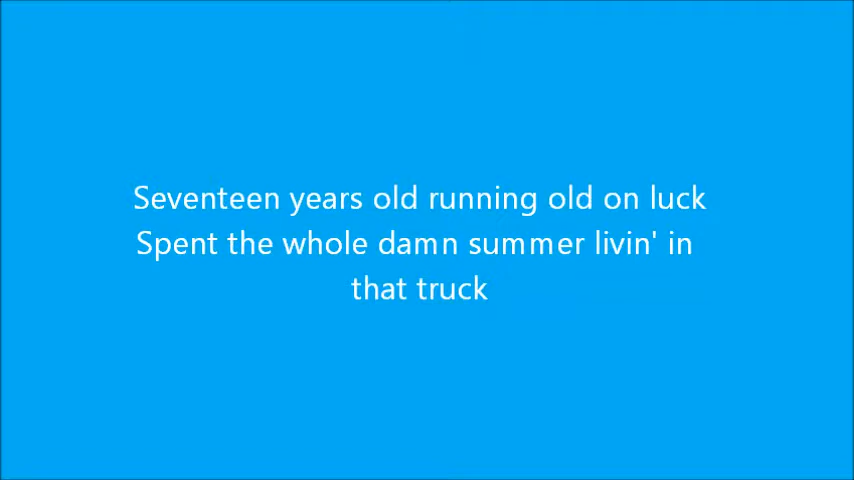 Seventeen years old running old on luck
Spent the whole damn summer livin' in
that truck